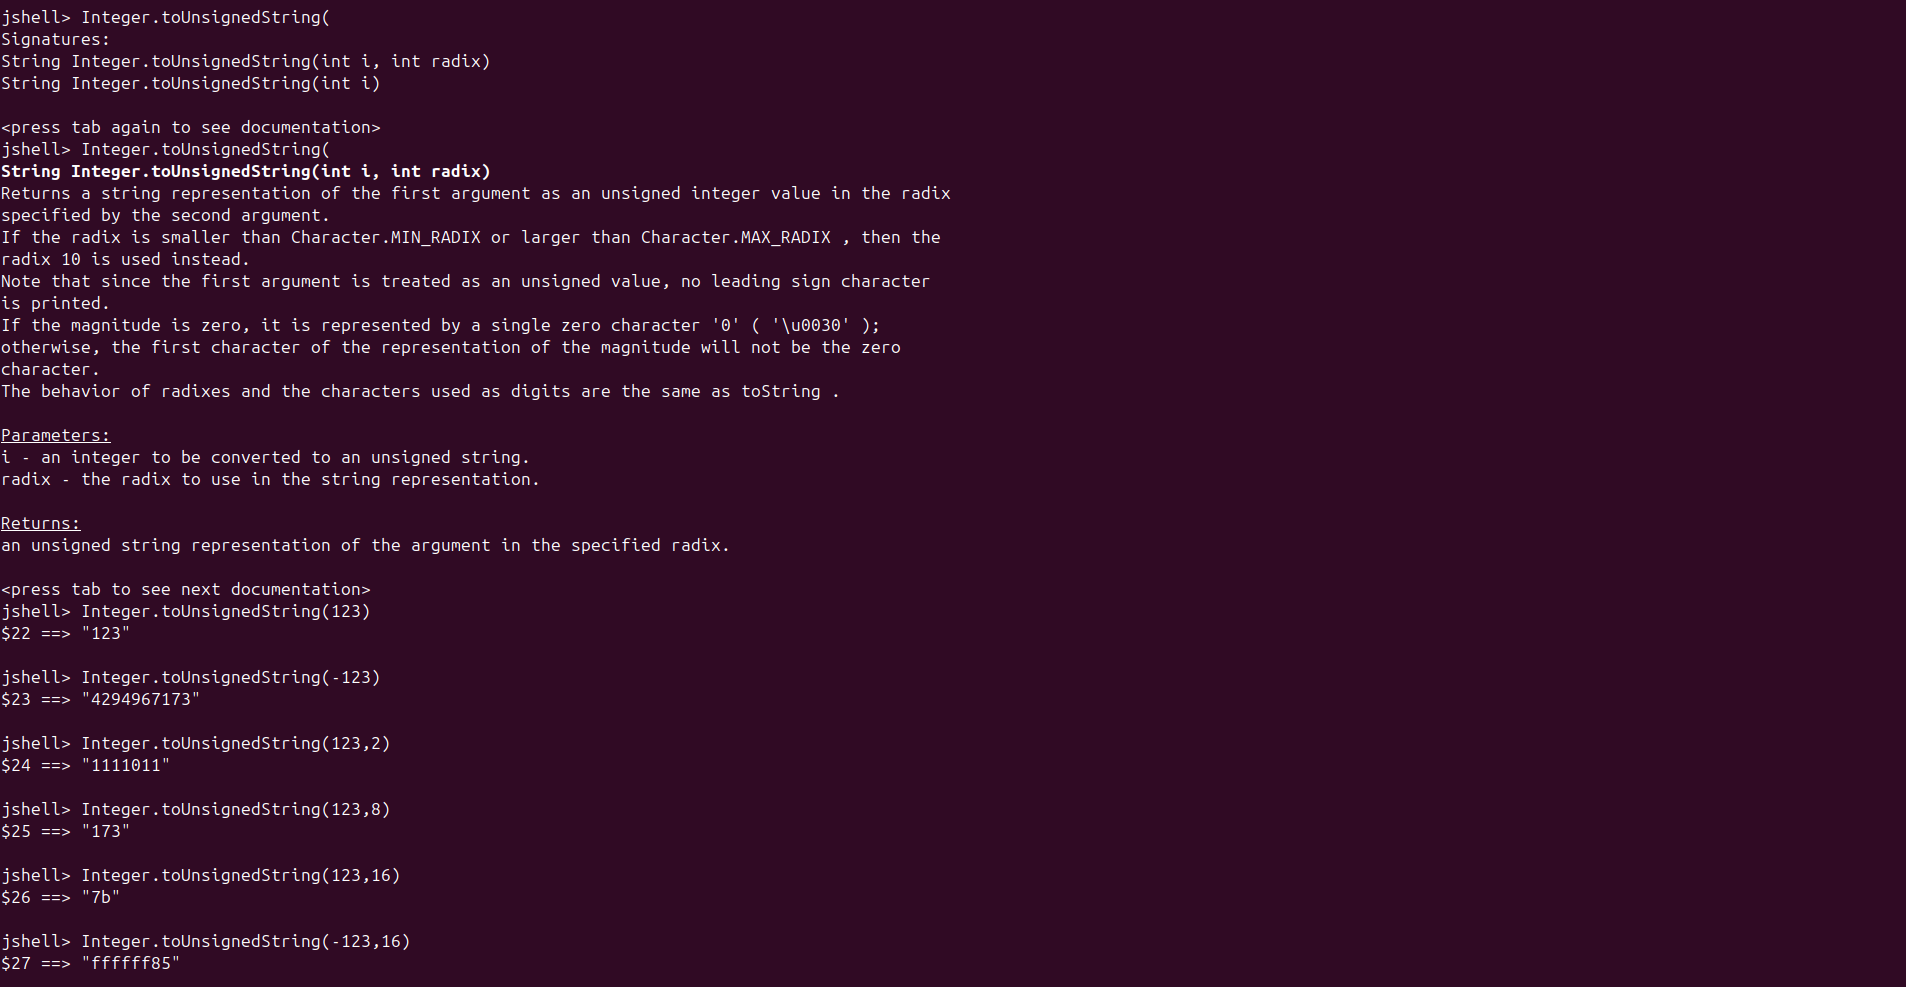 jshell> Integer.toUnsignedString(
Signatures:
String Integer.toUnsignedString(int i, int radix)
String Integer.toUnsignedString(int i)
<press tab again to see documentation>
jshell> Integer.toUnsignedString(
String Integer.toUnsignedString(int i, int radix)
Returns a string representation of the first argument as an unsigned integer value in the radix
specified by the second argument.
If the radix is smaller than Character.MIN_RADIX or larger than Character.MAX_RADIX , then the
radix 10 is used instead.
Note that since the first argument is treated as an unsigned value, no leading sign character
is printed.
If the magnitude is zero, it is represented by a single zero character '0' ( '\u0030' );
otherwise, the first character of the representation of the magnitude will not be the zero
character.
The behavior of radixes and the characters used as digits are the same as toString .
Parameters:
i - an integer to be converted to an unsigned string.
radix - the radix to use in the string representation.
Returns:
an unsigned string representation of the argument in the specified radix.
<press tab to see next documentation>
jshell> Integer.toUnsignedString(123)
$22 ==> "123"
jshell> Integer.toUnsignedString(-123)
$23 ==> "4294967173"
jshell> Integer.toUnsignedString(123,2)
$24 ==> "1111011"
jshell> Integer.toUnsignedString(123,8)
$25 ==> "173"
jshell> Integer.toUnsignedString(123,16)
$26 ==> "7b"
jshell> Integer.toUnsignedString(-123,16)
$27 ==> "ffffff85"